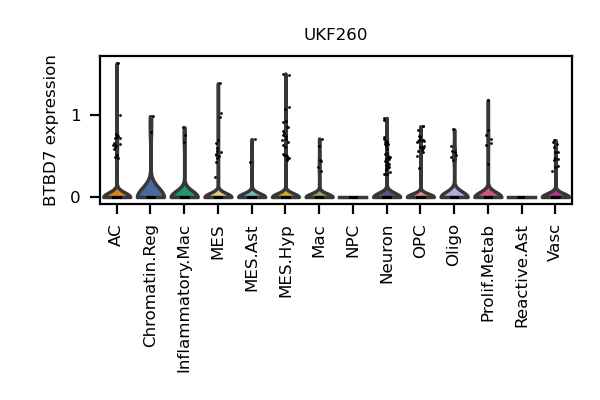 UKF260
BTBD7 expression
1
0
AC
Chromatin.Reg
Inflammatory.Mac
MES
MES.Ast
MES.Hyp
Mac
NPC
Neuron
OPC
Oligo
Prolif.Metab
Reactive.Ast
Vasc